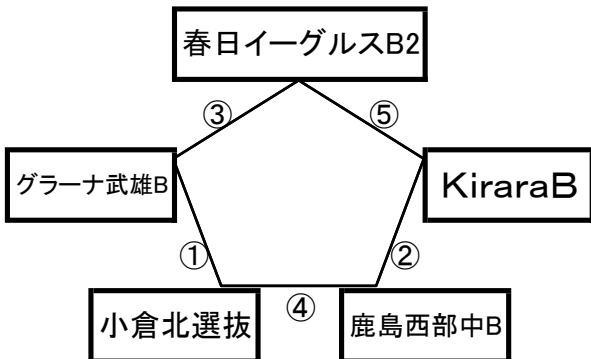 春日イーグルスB2
③
⑤
グラーナ武雄B
KiraraB
①
②
④
小倉北選抜
鹿島西部中B